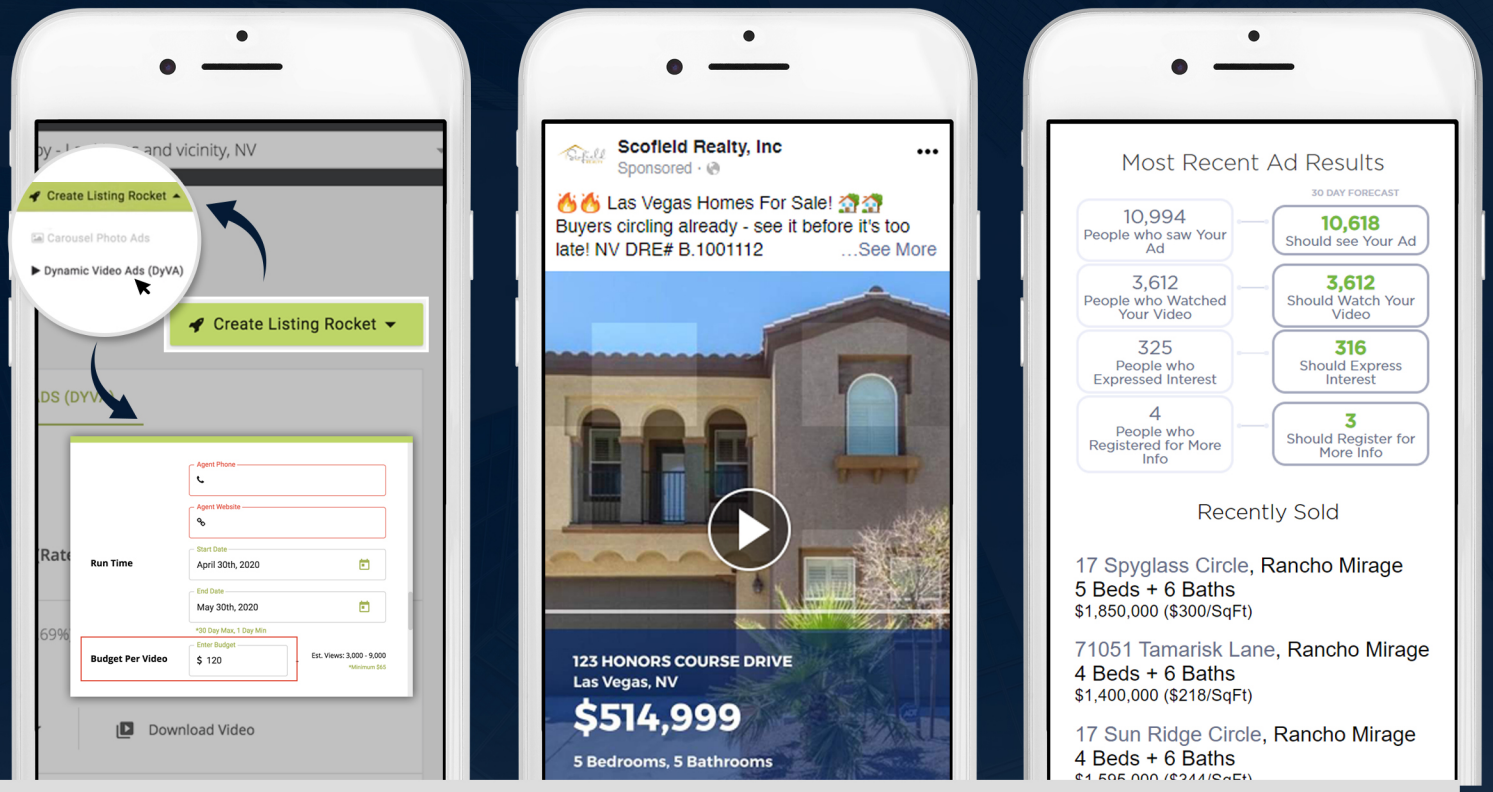 and vicinity, NV
Create Listing Rocket
Carousel Photo Ads
Dynamic Video Ads (DyVA)
Create Listing Rocket
ADS (DYVA)
Agent Phone
Agent Website
Run Time
Start Date
April 30th, 2020
End Date
May 30th, 2020
*30 Day Max, 1 Day Min
Budget Per Video
Enter Budget
$ 120
Est. Views: 3,000 - 9,000
*Minimum $60
69%
Download Video
Scofield
Scofield Realty, Inc
Sponsored ·
🔥🔥 Las Vegas Homes For Sale! 🏡🏡
Buyers circling already - see it before it's too
late! NV DRE# B.1001112 ...See More
123 HONORS COURSE DRIVE
Las Vegas, NV
$514,999
5 Bedrooms, 5 Bathrooms
Most Recent Ad Results
30 DAY FORECAST
10,994
People who saw Your
Ad
10,618
Should see Your Ad
3,612
People who Watched
Your Video
3,612
Should Watch Your
Video
325
People who
Expressed Interest
316
Should Express
Interest
4
People who
Registered for More
Info
3
Should Register for
More Info
Recently Sold
17 Spyglass Circle, Rancho Mirage
5 Beds + 6 Baths
$1,850,000 ($300/SqFt)
71051 Tamarisk Lane, Rancho Mirage
4 Beds + 6 Baths
$1,400,000 ($218/SqFt)
17 Sun Ridge Circle, Rancho Mirage
4 Beds + 6 Baths
$1,595,000 ($344/SqFt)